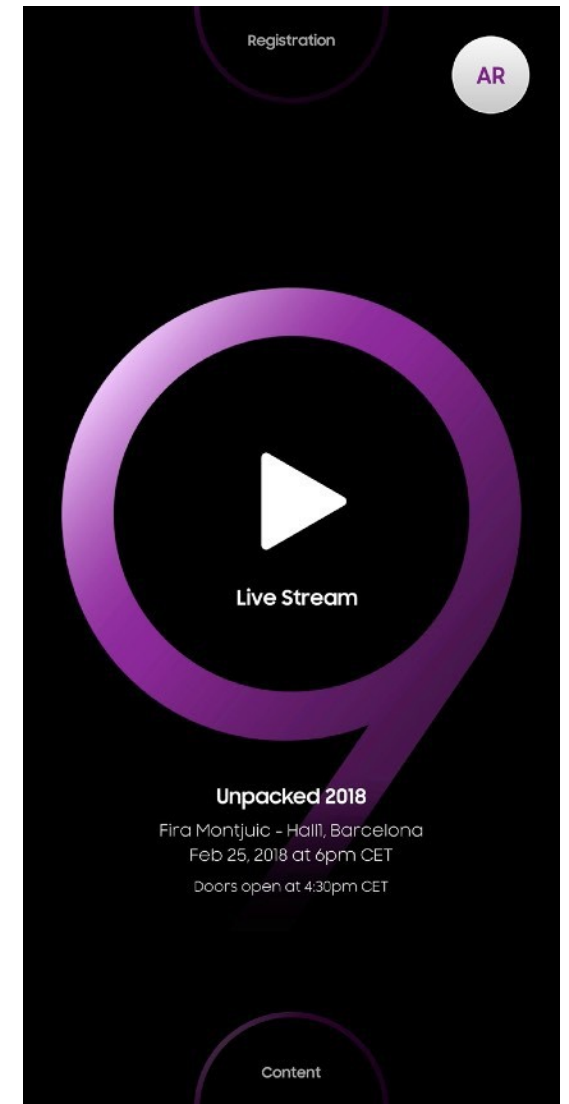 Registration
AR
Live Stream
Unpacked 2018
Fira Montjuic - Hall1, Barcelona
Feb 25, 2018 at 6pm CET
Doors open at 4:30pm CET
Content